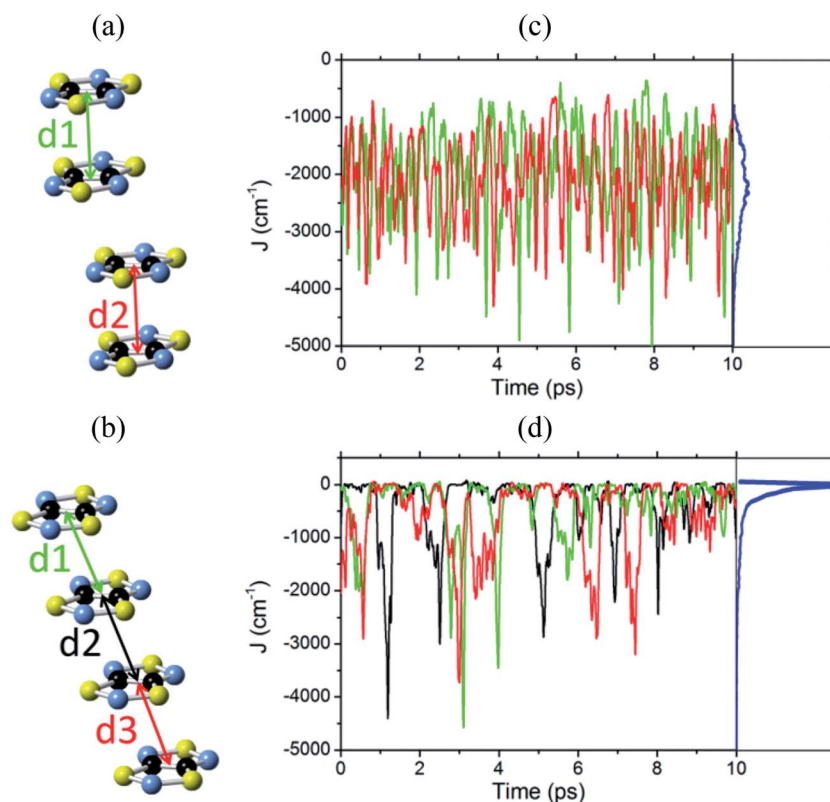 (a)
d1
d2
(c)
0
-1000
-2000
-3000
-4000
-5000
J (cm⁻¹)
0 2 4 6 8 10
Time (ps)
(b)
d1
d2
d3
(d)
0
-1000
-2000
-3000
-4000
-5000
J (cm⁻¹)
0 2 4 6 8 10
Time (ps)